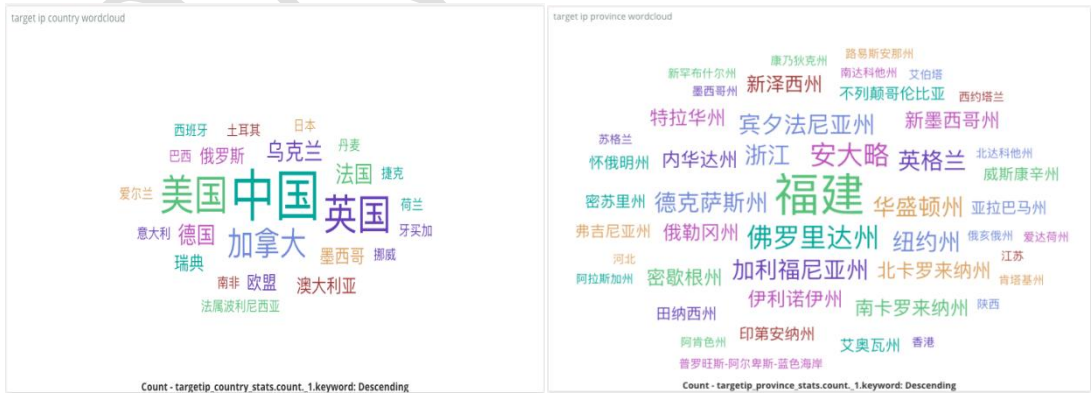 target ip country wordcloud
西班牙 土耳其 日本
巴西 俄罗斯 乌克兰 丹麦
法国 捷克
爱尔兰 美国 中国 英国 荷兰
意大利 德国 加拿大 牙买加
瑞典 墨西哥 挪威
南非 欧盟 澳大利亚
法属波利尼西亚
Count - targetip_country_stats.count._1.keyword: Descending
target ip province wordcloud
康乃狄克州 路易斯安那州
新罕布什尔州 新泽西州 南达科他州 艾伯塔
墨西哥州 不列颠哥伦比亚 西约塔兰
特拉华州 宾夕法尼亚州 新墨西哥州
苏格兰
怀俄明州 内华达州 浙江 安大略 英格兰 北达科他州
威斯康辛州
密苏里州 德克萨斯州 福建 华盛顿州 亚拉巴马州
弗吉尼亚州 俄勒冈州 佛罗里达州 纽约州 俄亥俄州 爱达荷州
河北 江苏
阿拉斯加州 密歇根州 加利福尼亚州 北卡罗来纳州 肯塔基州
田纳西州 伊利诺伊州 南卡罗来纳州 陕西
阿肯色州 印第安纳州 艾奥瓦州 香港
普罗旺斯-阿尔卑斯-蓝色海岸
Count - targetip_province_stats.count._1.keyword: Descending